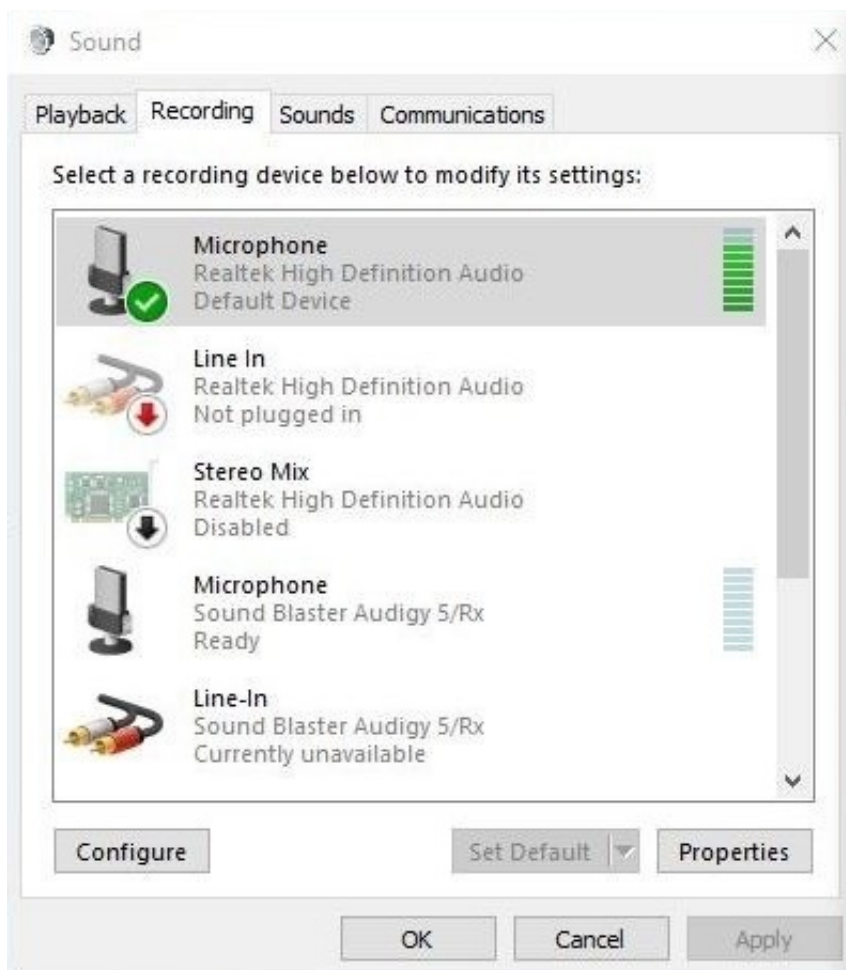 Sound
Playback Recording Sounds Communications
Select a recording device below to modify its settings:
Microphone
Realtek High Definition Audio
Default Device
Line In
Realtek High Definition Audio
Not plugged in
Stereo Mix
Realtek High Definition Audio
Disabled
Microphone
Sound Blaster Audigy 5/Rx
Ready
Line-In
Sound Blaster Audigy 5/Rx
Currently unavailable
Configure Set Default Properties
OK Cancel Apply